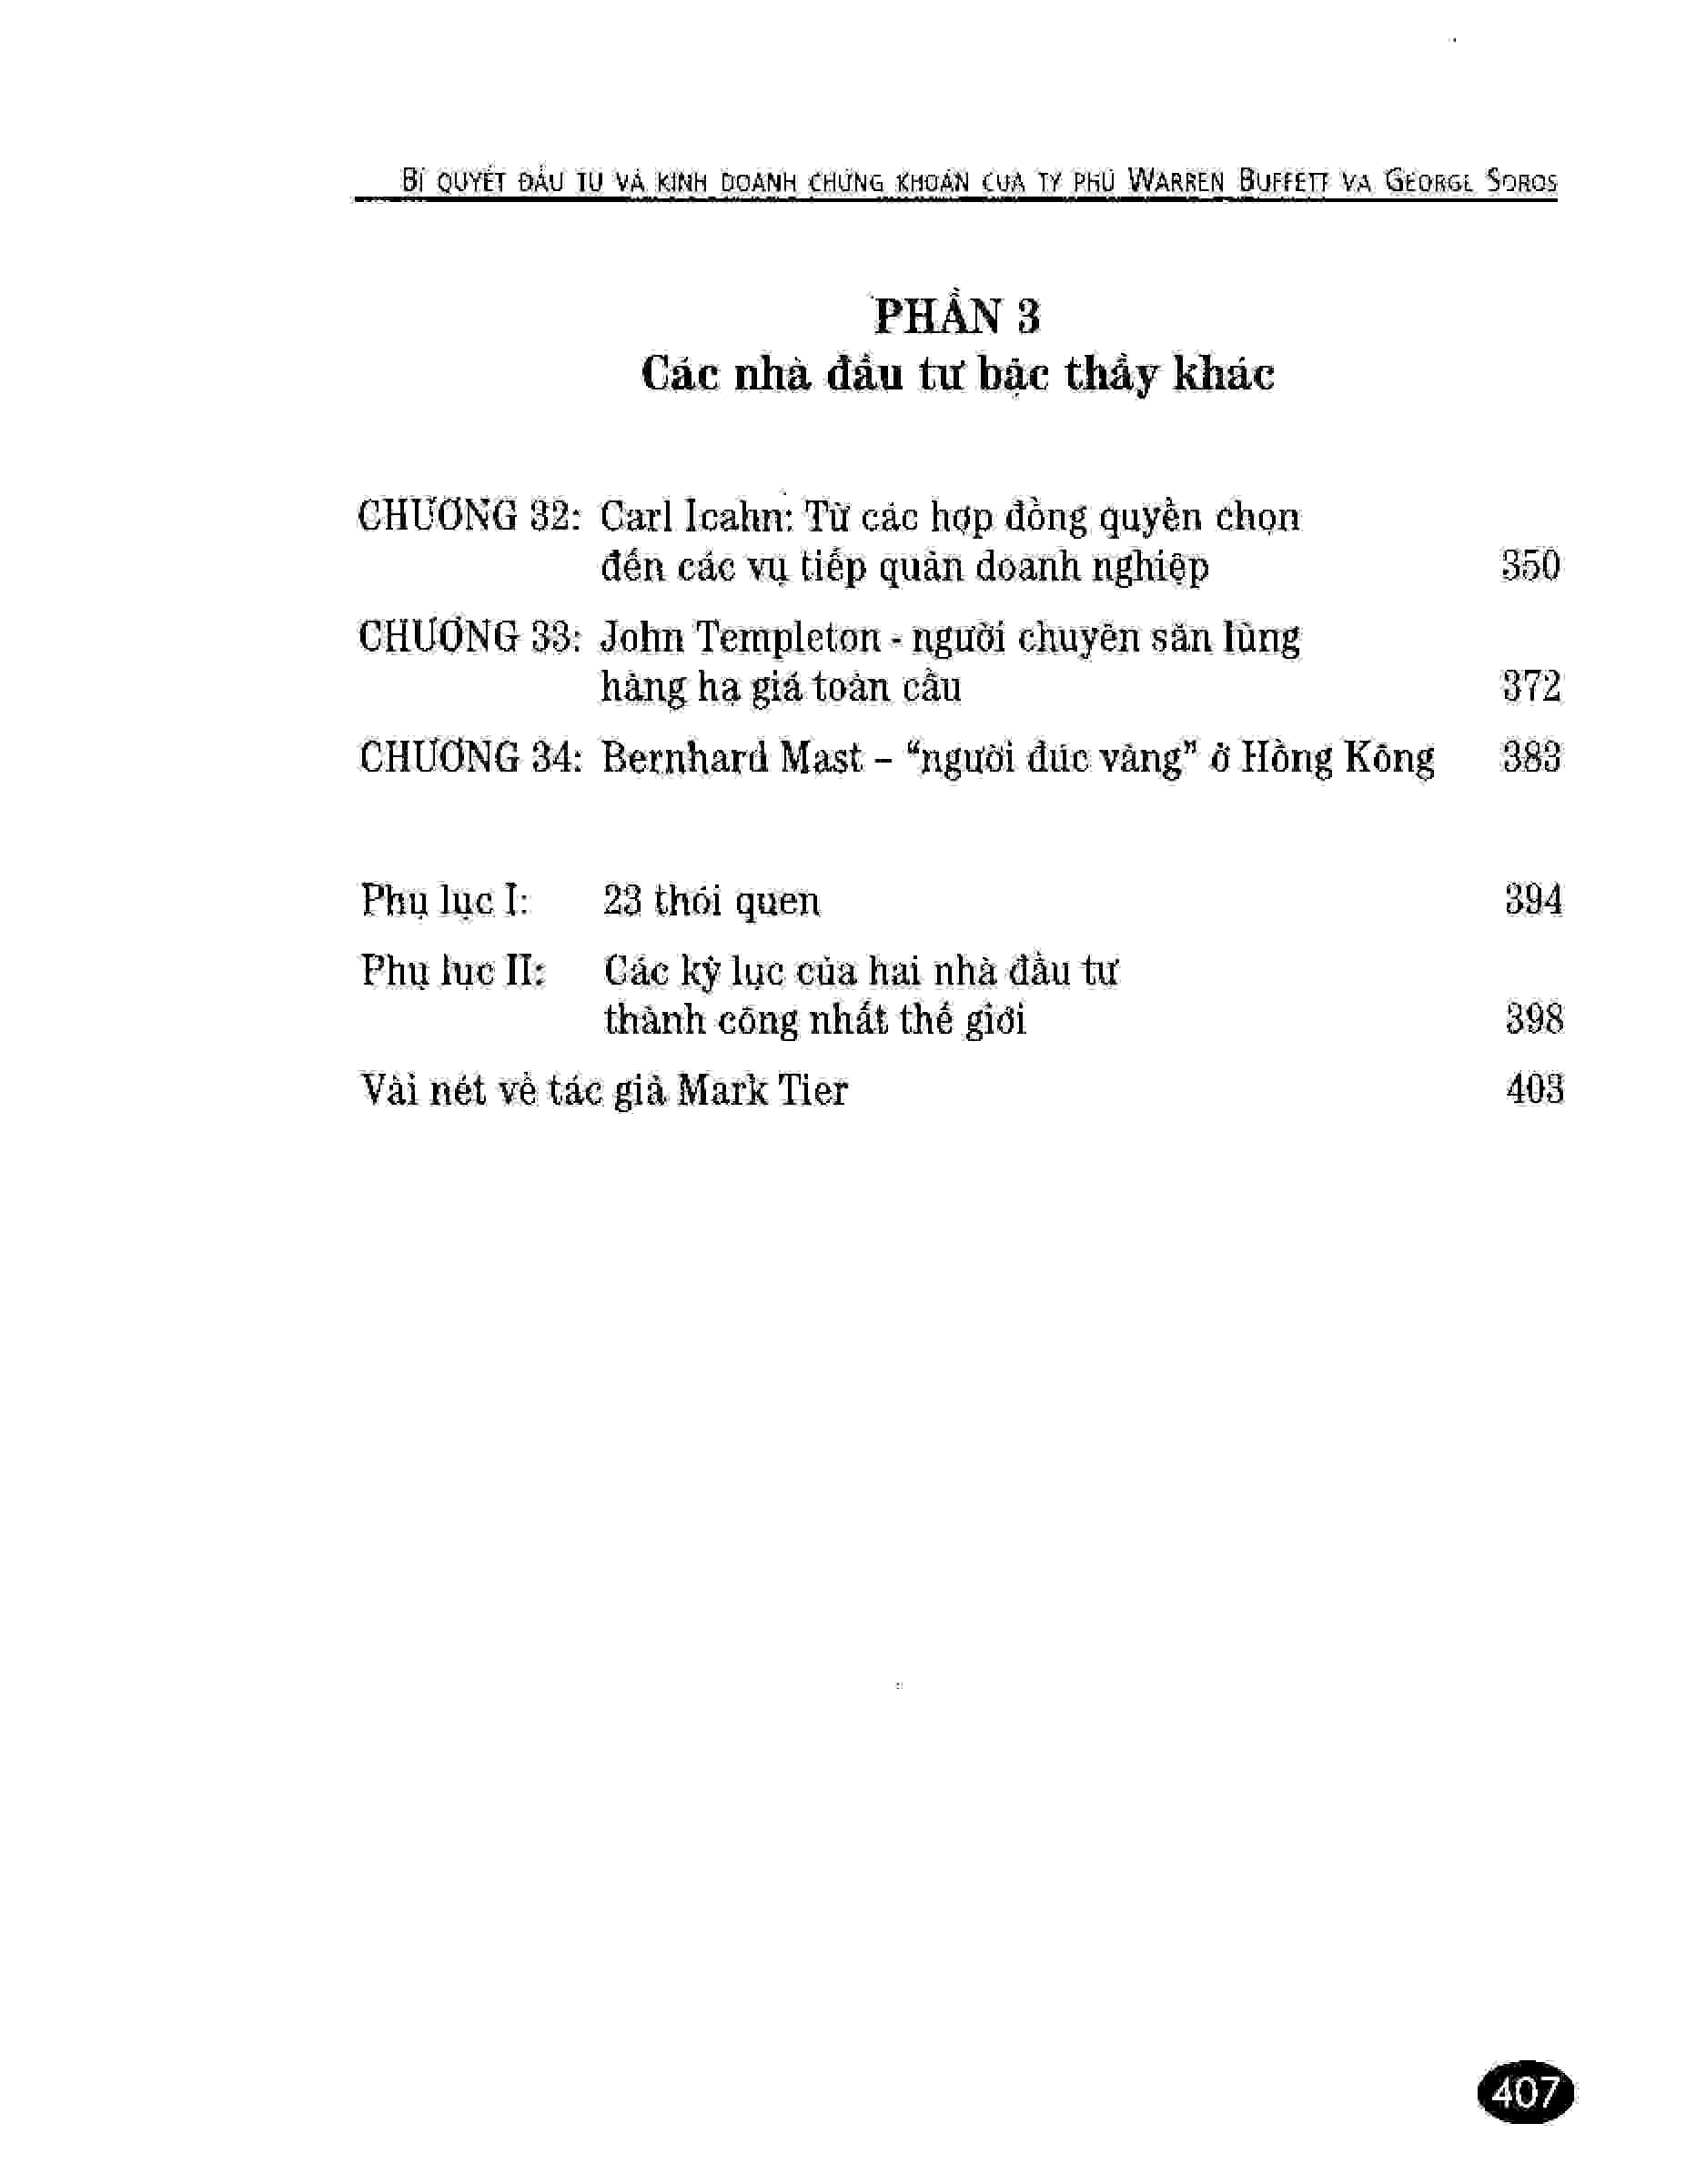 BÍ QUYẾT ĐẦU TƯ VÀ KINH DOANH CHỨNG KHOÁN CỦA TỶ PHÚ WARREN BUFFETT VÀ GEORGE SOROS
PHẦN 3
Các nhà đầu tư bậc thầy khác
CHƯƠNG 32: Carl Icahn: Từ các hợp đồng quyền chọn
đến các vụ tiếp quản doanh nghiệp 350
CHƯƠNG 33: John Templeton - người chuyên săn lùng
hàng hạ giá toàn cầu 372
CHƯƠNG 34: Bernhard Mast – “người đúc vàng” ở Hồng Kông 383
Phụ lục I: 23 thói quen 394
Phụ lục II: Các kỷ lục của hai nhà đầu tư
thành công nhất thế giới 398
Vài nét về tác giả Mark Tier 403
407